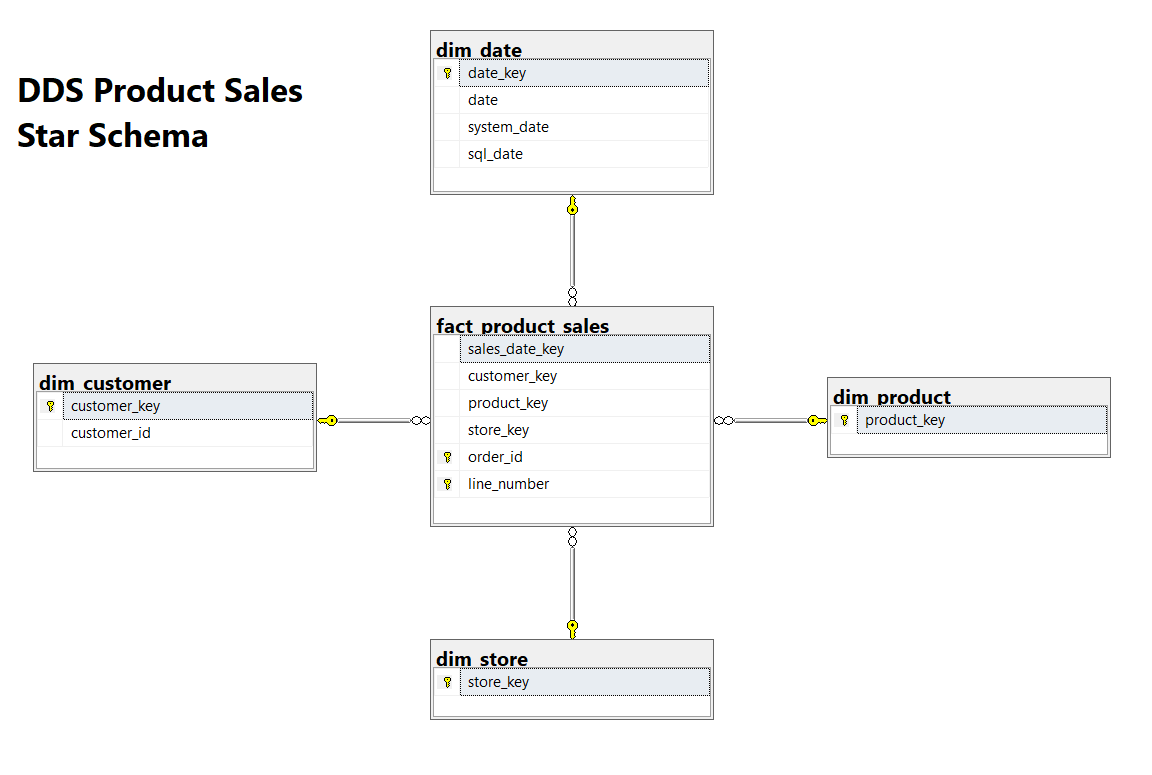 DDS Product Sales
Star Schema
dim_date
date_key
date
system_date
sql_date
fact_product_sales
sales_date_key
customer_key
product_key
store_key
order_id
line_number
dim_customer
customer_key
customer_id
dim_product
product_key
dim_store
store_key